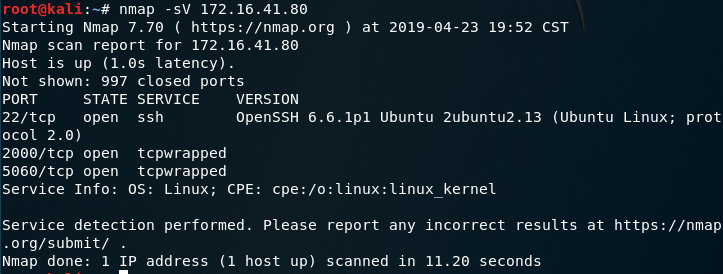 root@kali:~# nmap -sV 172.16.41.80
Starting Nmap 7.70 ( https://nmap.org ) at 2019-04-23 19:52 CST
Nmap scan report for 172.16.41.80
Host is up (1.0s latency).
Not shown: 997 closed ports
PORT     STATE SERVICE    VERSION
22/tcp   open  ssh        OpenSSH 6.6.1p1 Ubuntu 2ubuntu2.13 (Ubuntu Linux; prot
ocol 2.0)
2000/tcp open  tcpwrapped
5060/tcp open  tcpwrapped
Service Info: OS: Linux; CPE: cpe:/o:linux:linux_kernel

Service detection performed. Please report any incorrect results at https://nmap
.org/submit/ .
Nmap done: 1 IP address (1 host up) scanned in 11.20 seconds